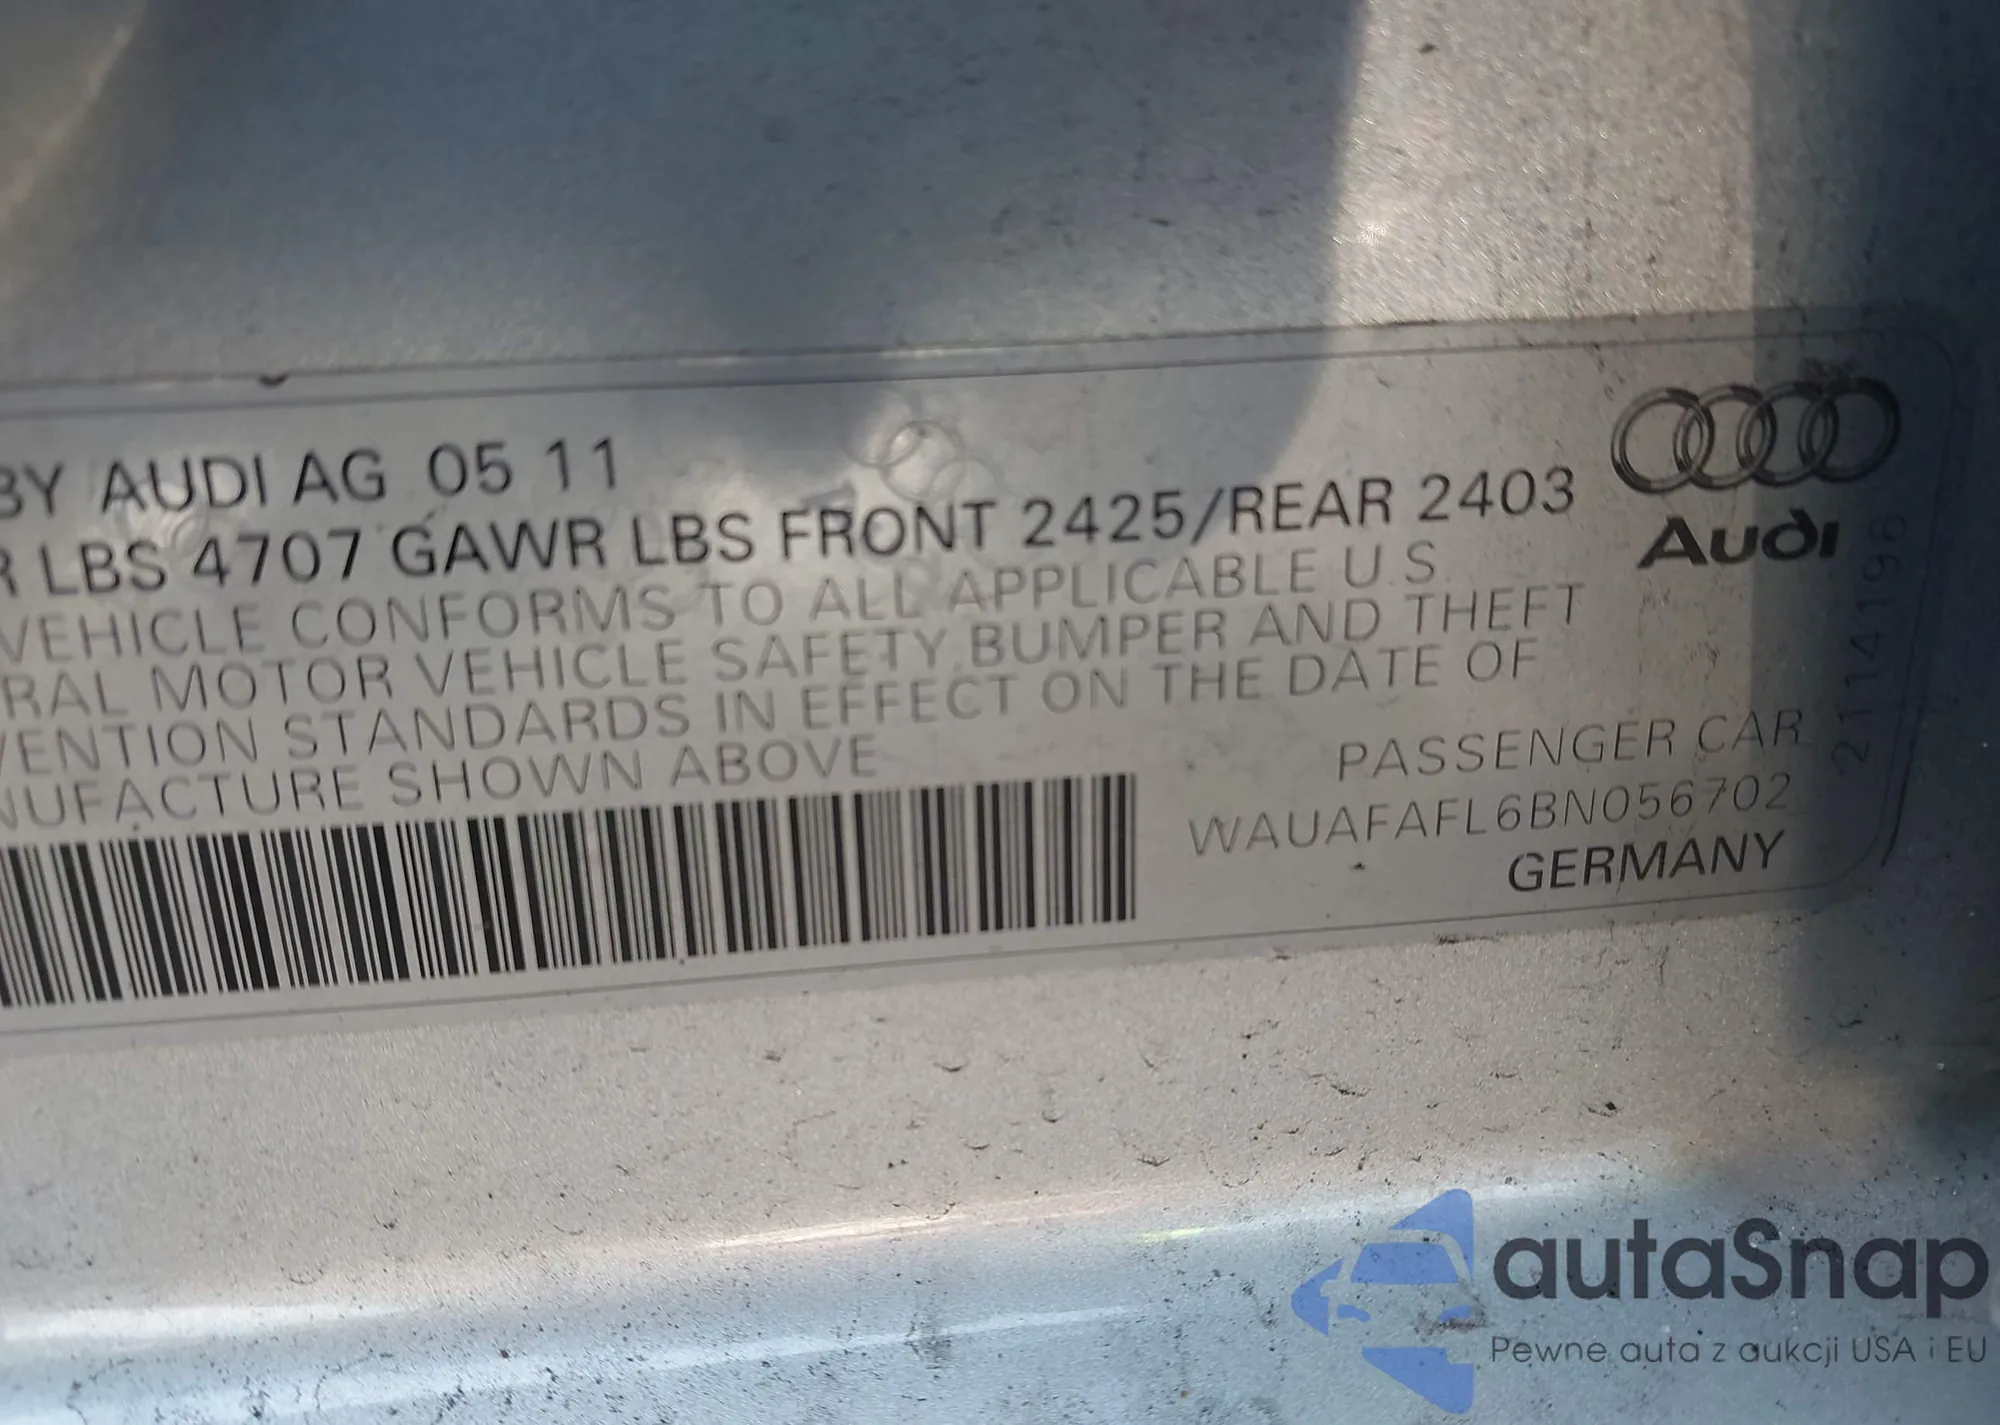 BY AUDI AG 05 11
R LBS 4707 GAWR LBS FRONT 2425/REAR 2403
VEHICLE CONFORMS TO ALL APPLICABLE U.S.
RAL MOTOR VEHICLE SAFETY, BUMPER AND THEFT
VENTION STANDARDS IN EFFECT ON THE DATE OF
NUFACTURE SHOWN ABOVE
Audi
21141196
PASSENGER CAR
WAUAFAFL6BN056702
GERMANY
autaSnap
Pewne auta z aukcji USA i EU